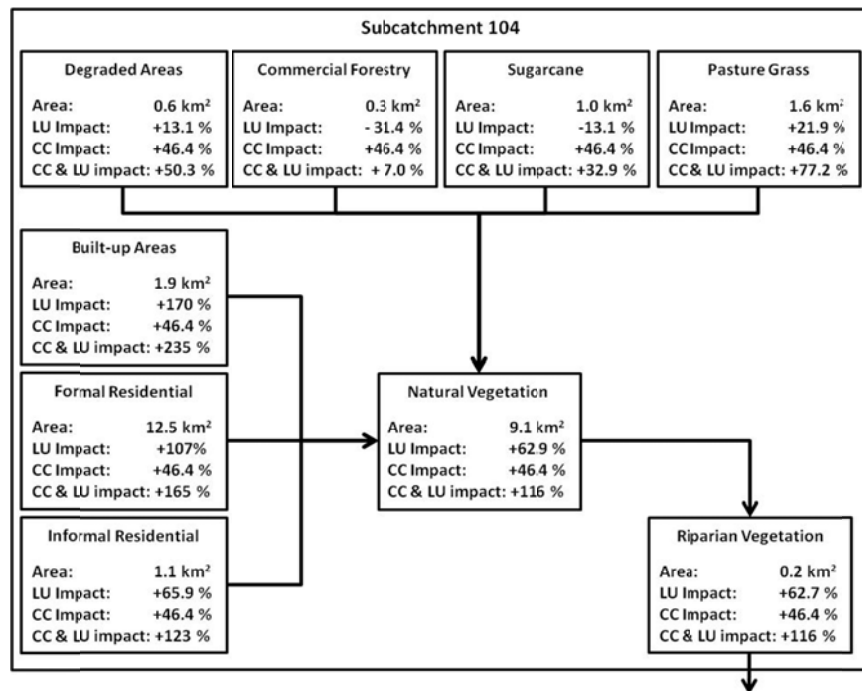 Subcatchment 104
Degraded Areas
Area: 0.6 km²
LU Impact: +13.1 %
CC Impact: +46.4 %
CC & LU impact: +50.3 %
Commercial Forestry
Area: 0.3 km²
LU Impact: - 31.4 %
CC Impact: +46.4 %
CC & LU impact: + 7.0 %
Sugarcane
Area: 1.0 km²
LU Impact: -13.1 %
CC Impact: +46.4 %
CC & LU impact: +32.9 %
Pasture Grass
Area: 1.6 km²
LU Impact: +21.9 %
CC Impact: +46.4 %
CC & LU impact: +77.2 %
Built-up Areas
Area: 1.9 km²
LU Impact: +170 %
CC Impact: +46.4 %
CC & LU impact: +235 %
Formal Residential
Area: 12.5 km²
LU Impact: +107%
CC Impact: +46.4 %
CC & LU impact: +165 %
Natural Vegetation
Area: 9.1 km²
LU Impact: +62.9 %
CC Impact: +46.4 %
CC & LU impact: +116 %
Informal Residential
Area: 1.1 km²
LU Impact: +65.9 %
CC Impact: +46.4 %
CC & LU impact: +123 %
Riparian Vegetation
Area: 0.2 km²
LU Impact: +62.7 %
CC Impact: +46.4 %
CC & LU impact: +116 %